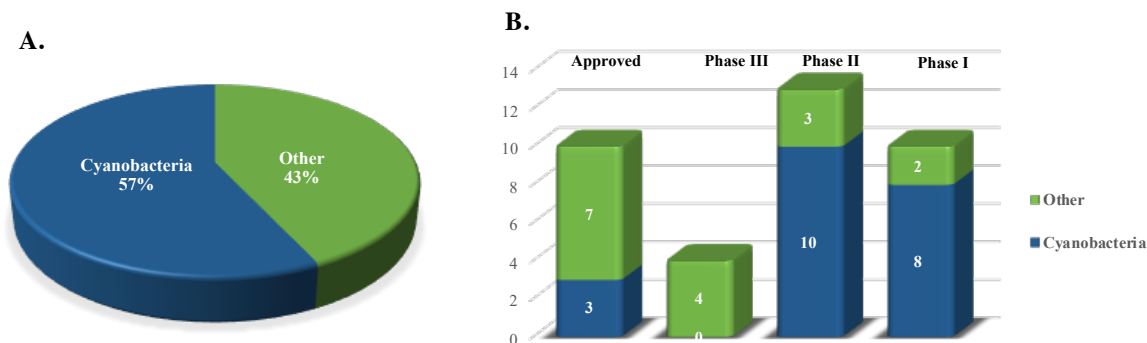 A.
Cyanobacteria
57%
Other
43%
B.
Approved Phase III Phase II Phase I
14
12
10
8
6
4
2
0
7
3
4
0
3
10
2
8
Other
Cyanobacteria